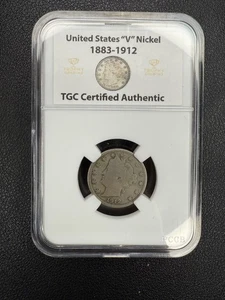 United States "V" Nickel
1883-1912
TGC Certified Authentic